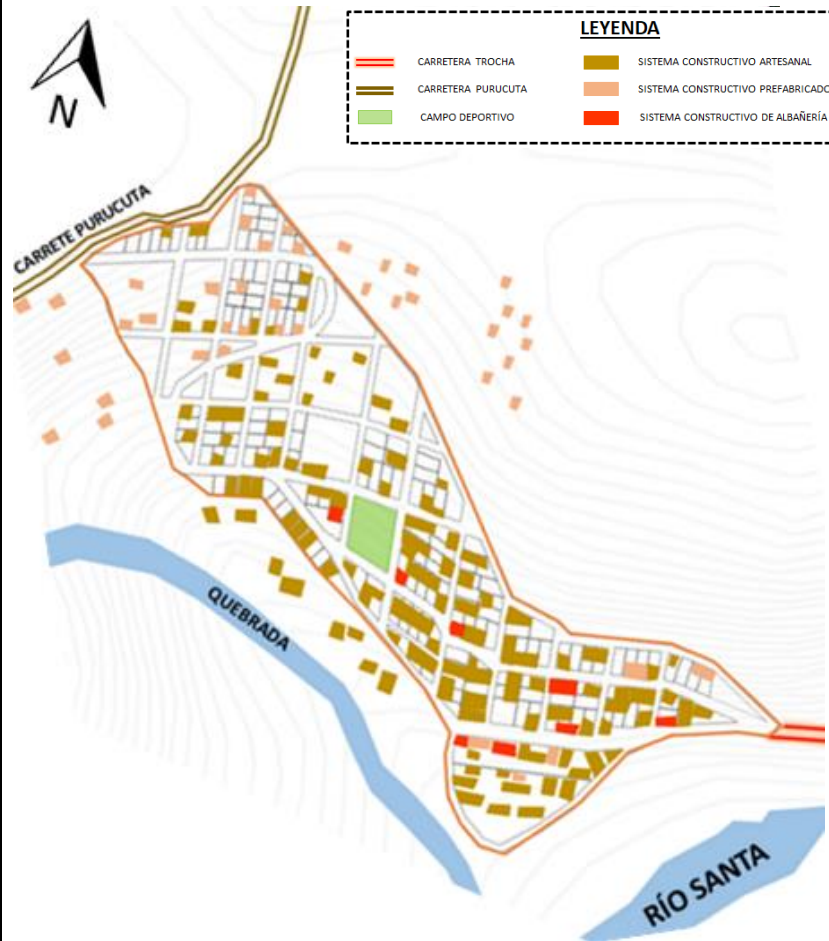 LEYENDA
CARRETERA TROCHA
SISTEMA CONSTRUCTIVO ARTESANAL
CARRETERA PURUCUTA
SISTEMA CONSTRUCTIVO PREFABRICADO
CAMPO DEPORTIVO
SISTEMA CONSTRUCTIVO DE ALBAÑERÍA
N
CARRETE PURUCUTA
QUEBRADA
RÍO SANTA